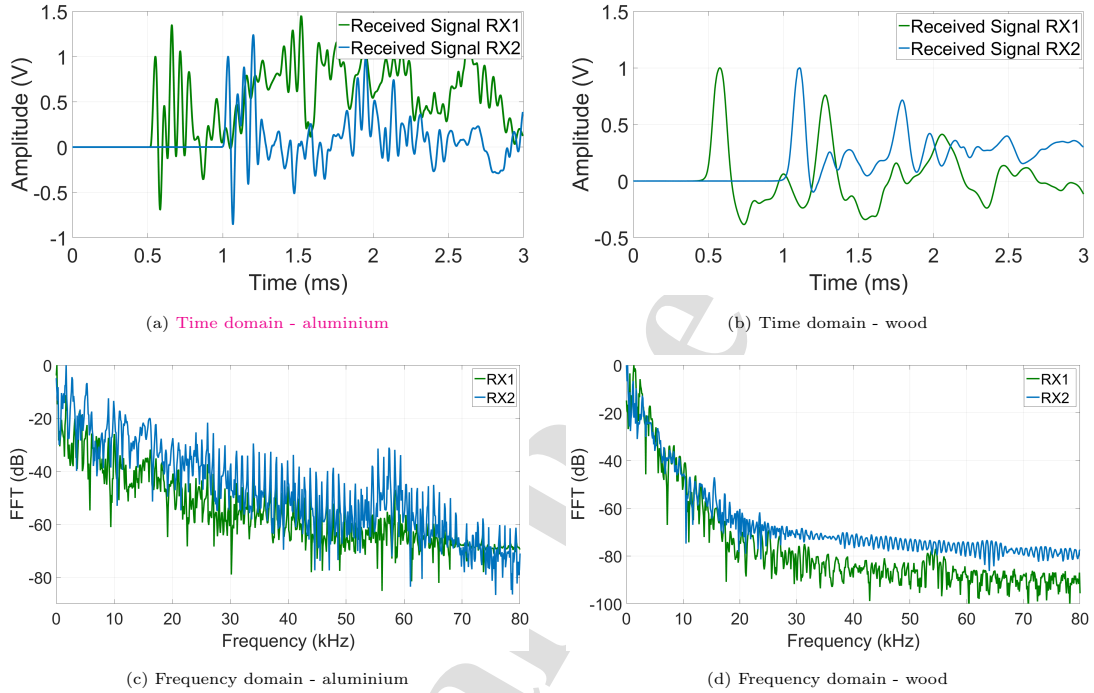 1.5
1
0.5
0
-0.5
-1
Amplitude (V)
Received Signal RX1
Received Signal RX2
0 0.5 1 1.5 2 2.5 3
Time (ms)
(a) Time domain - aluminium
1.5
1
0.5
0
-0.5
Amplitude (V)
Received Signal RX1
Received Signal RX2
0 0.5 1 1.5 2 2.5 3
Time (ms)
(b) Time domain - wood
0
-20
-40
-60
-80
FFT (dB)
RX1
RX2
0 10 20 30 40 50 60 70 80
Frequency (kHz)
(c) Frequency domain - aluminium
0
-20
-40
-60
-80
-100
FFT (dB)
RX1
RX2
0 10 20 30 40 50 60 70 80
Frequency (kHz)
(d) Frequency domain - wood